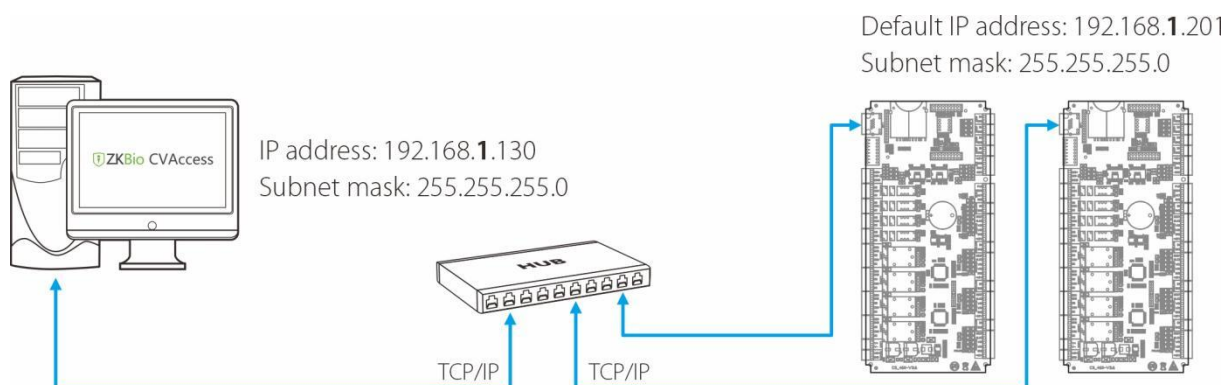 Default IP address: 192.168.1.201
Subnet mask: 255.255.255.0
ZKBio CVAccess
IP address: 192.168.1.130
Subnet mask: 255.255.255.0
HUB
TCP/IP
TCP/IP